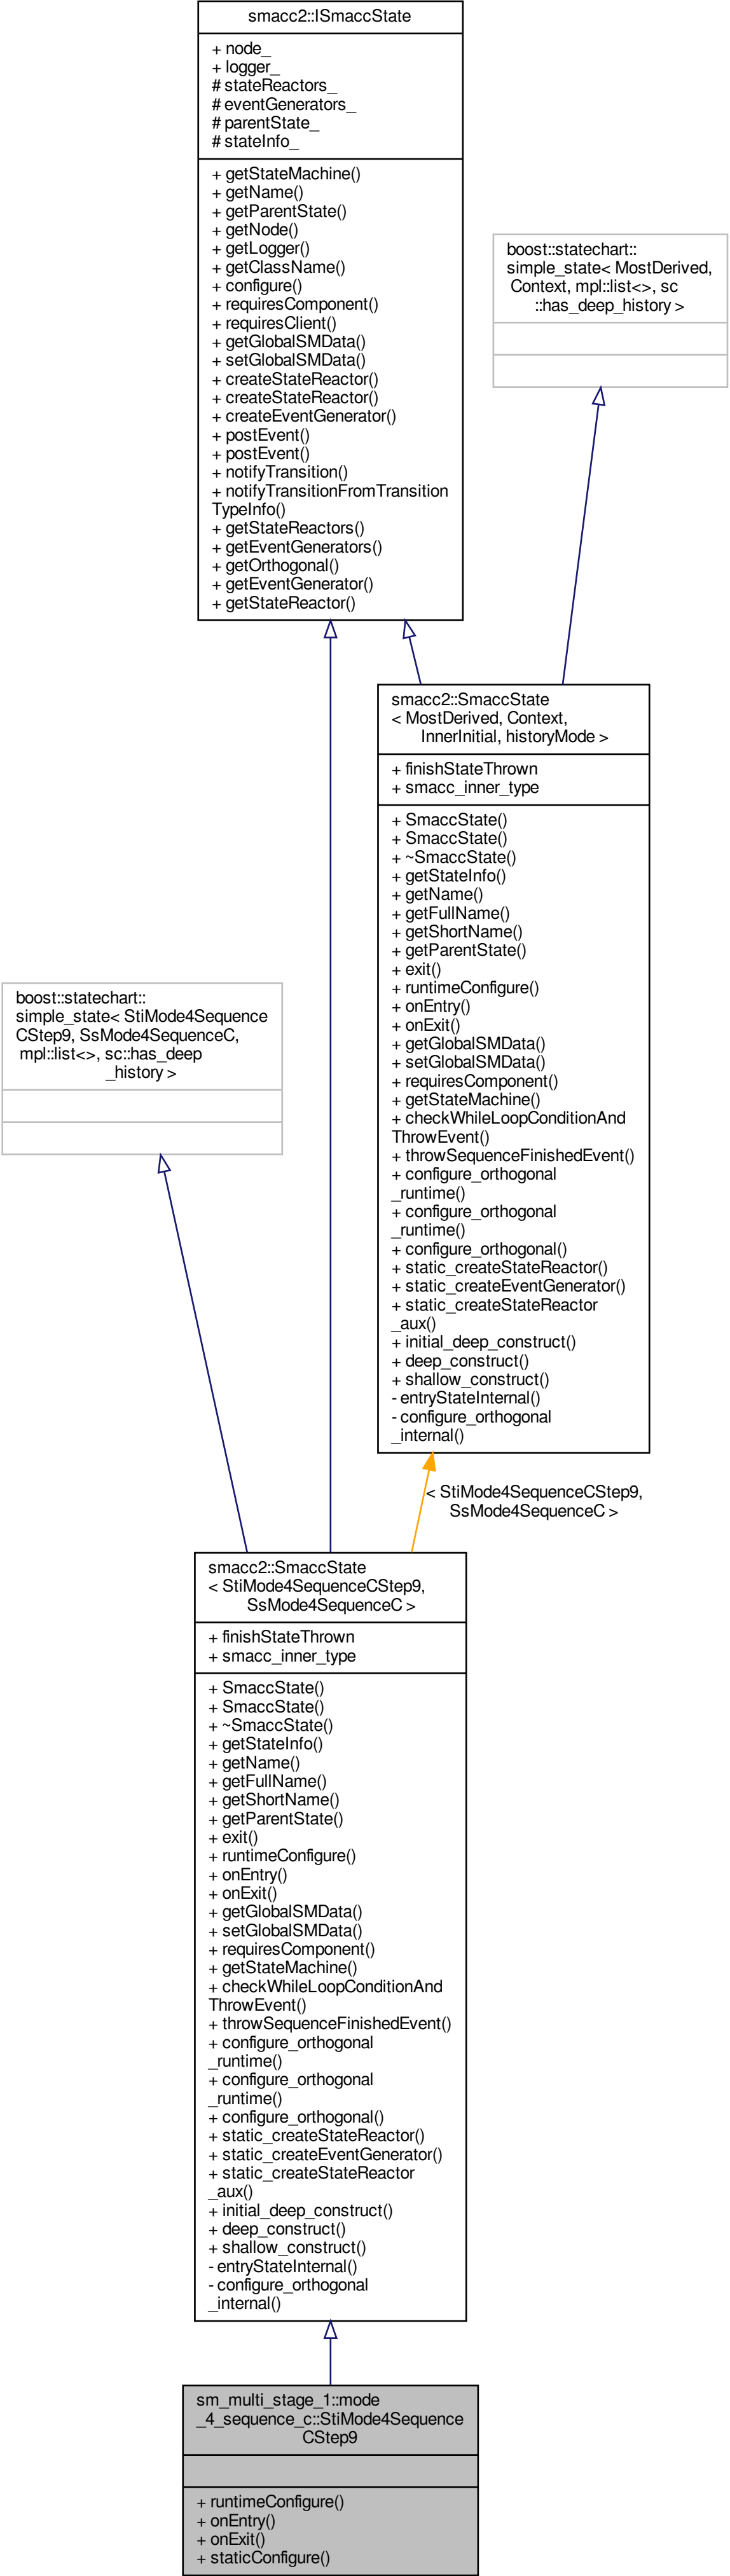 smacc2::ISmaccState
+ node_
+ logger_
# stateReactors_
# eventGenerators_
# parentState_
# stateInfo_
+ getStateMachine()
+ getName()
+ getParentState()
+ getNode()
+ getLogger()
+ getClassName()
+ configure()
+ requiresComponent()
+ requiresClient()
+ getGlobalSMData()
+ setGlobalSMData()
+ createStateReactor()
+ createStateReactor()
+ createEventGenerator()
+ postEvent()
+ postEvent()
+ notifyTransition()
+ notifyTransitionFromTransition
TypeInfo()
+ getStateReactors()
+ getEventGenerators()
+ getOrthogonal()
+ getEventGenerator()
+ getStateReactor()
boost::statechart::
simple_state< MostDerived,
Context, mpl::list<>, sc
::has_deep_history >
smacc2::SmaccState
< MostDerived, Context,
InnerInitial, historyMode >
+ finishStateThrown
+ smacc_inner_type
+ SmaccState()
+ SmaccState()
+ ~SmaccState()
+ getStateInfo()
+ getName()
+ getFullName()
+ getShortName()
+ getParentState()
+ exit()
+ runtimeConfigure()
+ onEntry()
+ onExit()
+ getGlobalSMData()
+ setGlobalSMData()
+ requiresComponent()
+ getStateMachine()
+ checkWhileLoopConditionAnd
ThrowEvent()
+ throwSequenceFinishedEvent()
+ configure_orthogonal
_runtime()
+ configure_orthogonal
_runtime()
+ configure_orthogonal()
+ static_createStateReactor()
+ static_createEventGenerator()
+ static_createStateReactor
_aux()
+ initial_deep_construct()
+ deep_construct()
+ shallow_construct()
- entryStateInternal()
- configure_orthogonal
_internal()
boost::statechart::
simple_state< StiMode4Sequence
CStep9, SsMode4SequenceC,
mpl::list<>, sc::has_deep
_history >
< StiMode4SequenceCStep9,
SsMode4SequenceC >
smacc2::SmaccState
< StiMode4SequenceCStep9,
SsMode4SequenceC >
+ finishStateThrown
+ smacc_inner_type
+ SmaccState()
+ SmaccState()
+ ~SmaccState()
+ getStateInfo()
+ getName()
+ getFullName()
+ getShortName()
+ getParentState()
+ exit()
+ runtimeConfigure()
+ onEntry()
+ onExit()
+ getGlobalSMData()
+ setGlobalSMData()
+ requiresComponent()
+ getStateMachine()
+ checkWhileLoopConditionAnd
ThrowEvent()
+ throwSequenceFinishedEvent()
+ configure_orthogonal
_runtime()
+ configure_orthogonal
_runtime()
+ configure_orthogonal()
+ static_createStateReactor()
+ static_createEventGenerator()
+ static_createStateReactor
_aux()
+ initial_deep_construct()
+ deep_construct()
+ shallow_construct()
- entryStateInternal()
- configure_orthogonal
_internal()
sm_multi_stage_1::mode
_4_sequence_c::StiMode4Sequence
CStep9
+ runtimeConfigure()
+ onEntry()
+ onExit()
+ staticConfigure()